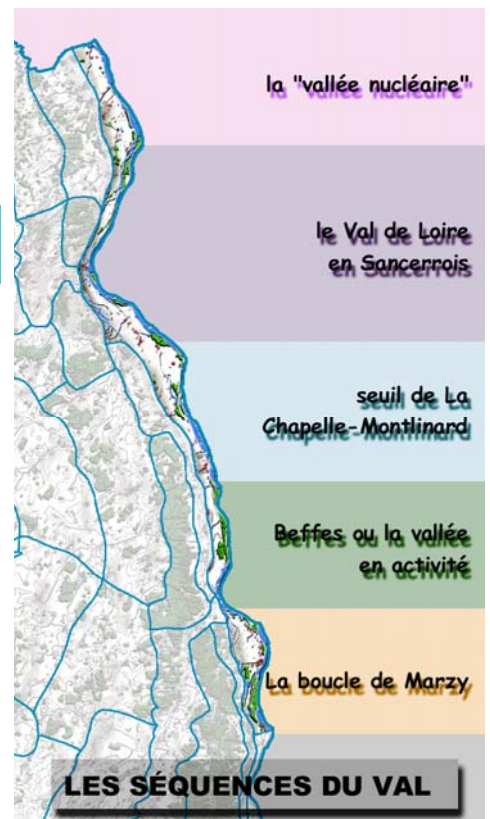 la "vallée nucléaire"
le Val de Loire
en Sancerrois
seuil de La
Chapelle-Montlinard
Beffes ou la vallée
en activité
La boucle de Marzy
LES SÉQUENCES DU VAL